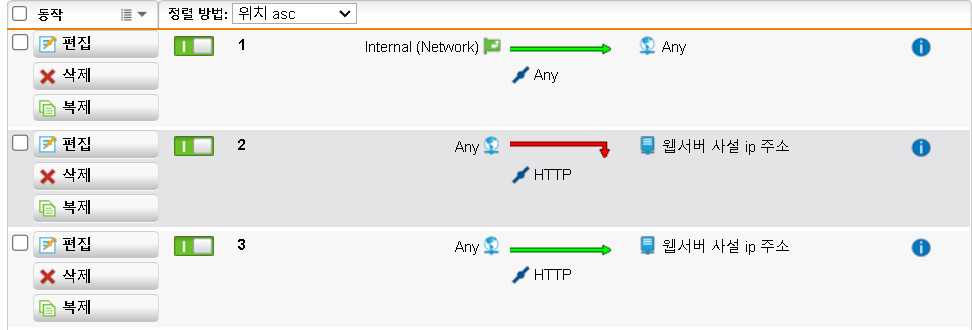 동작 정렬 방법: 위치 asc
편집 1 Internal (Network) Any
삭제 Any
복제
편집 2 Any 웹서버 사설 ip 주소
삭제 HTTP
복제
편집 3 Any 웹서버 사설 ip 주소
삭제 HTTP
복제